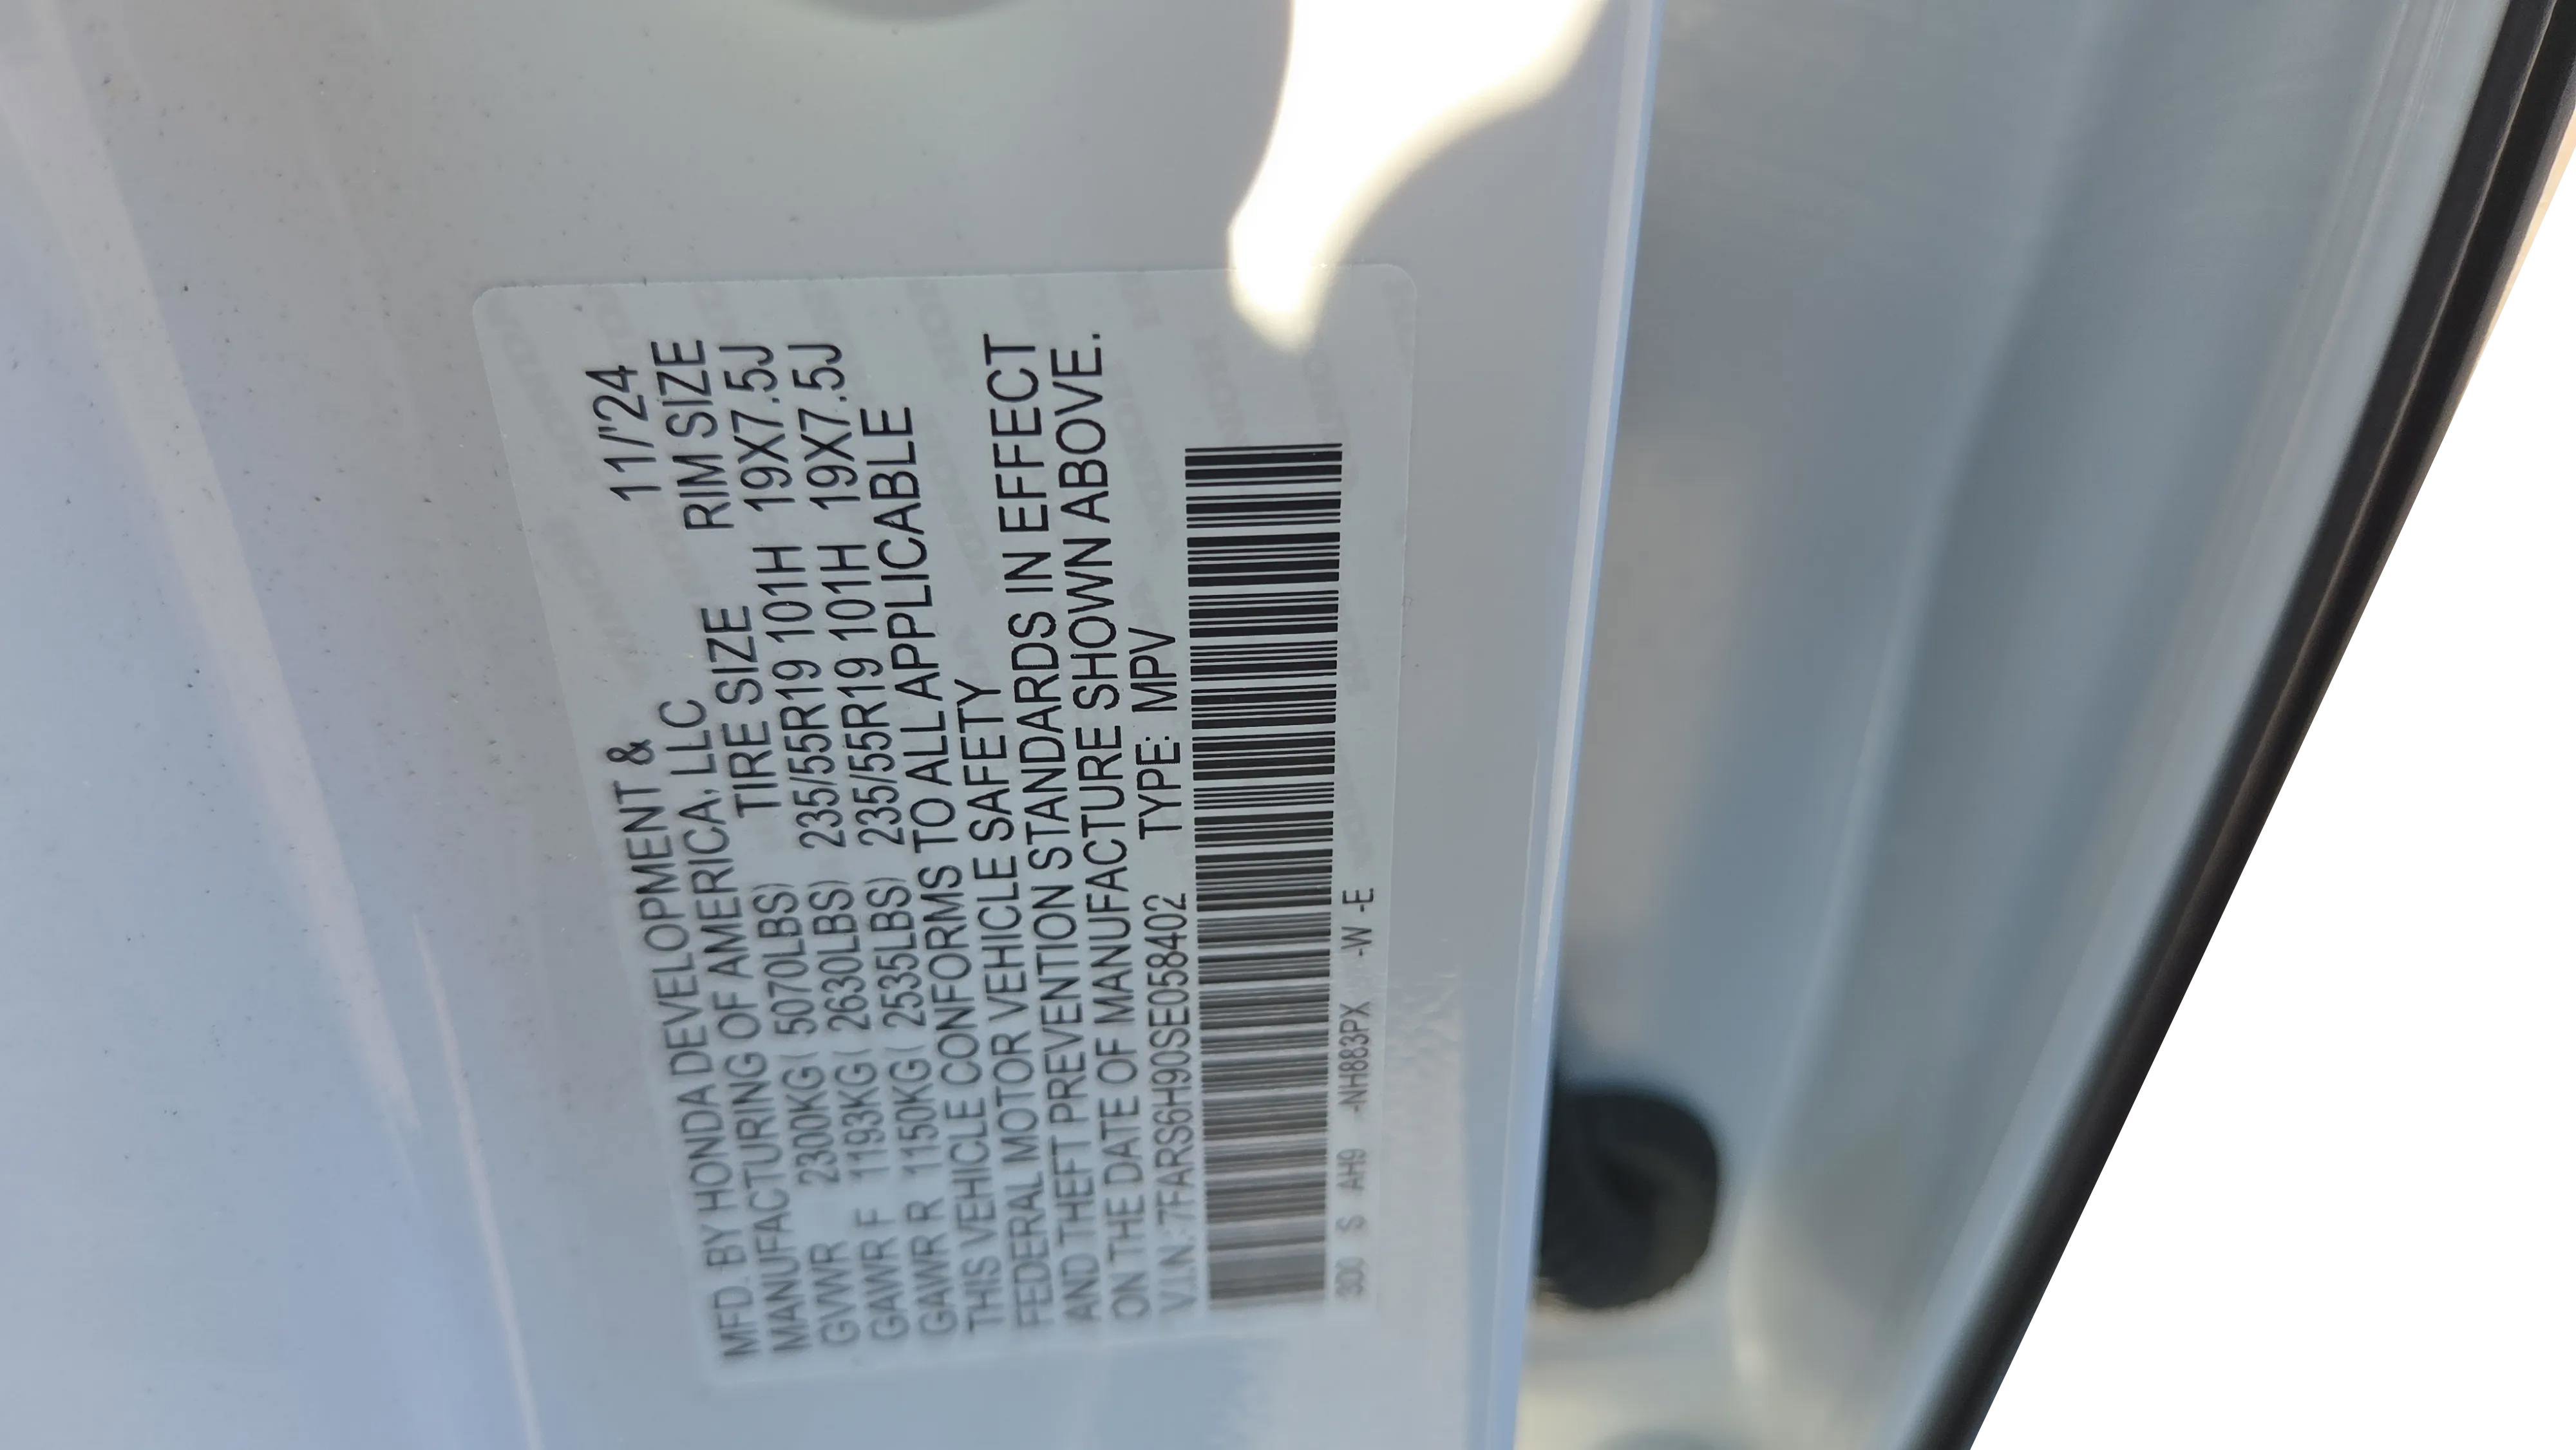 MFD. BY HONDA DEVELOPMENT & 11/'24
MANUFACTURING OF AMERICA, LLC RIM SIZE
TIRE SIZE
GVWR 2300KG ( 5070LBS)
GAWR F 1193KG ( 2630LBS) 235/55R19 101H 19X7.5J
GAWR R 1150KG ( 2535LBS) 235/55R19 101H 19X7.5J
THIS VEHICLE CONFORMS TO ALL APPLICABLE
FEDERAL MOTOR VEHICLE SAFETY
AND THEFT PREVENTION STANDARDS IN EFFECT
ON THE DATE OF MANUFACTURE SHOWN ABOVE.
V.I.N.:7FARS6H90SE058402 TYPE: MPV
300 S AH9 -NH883PX -W -E